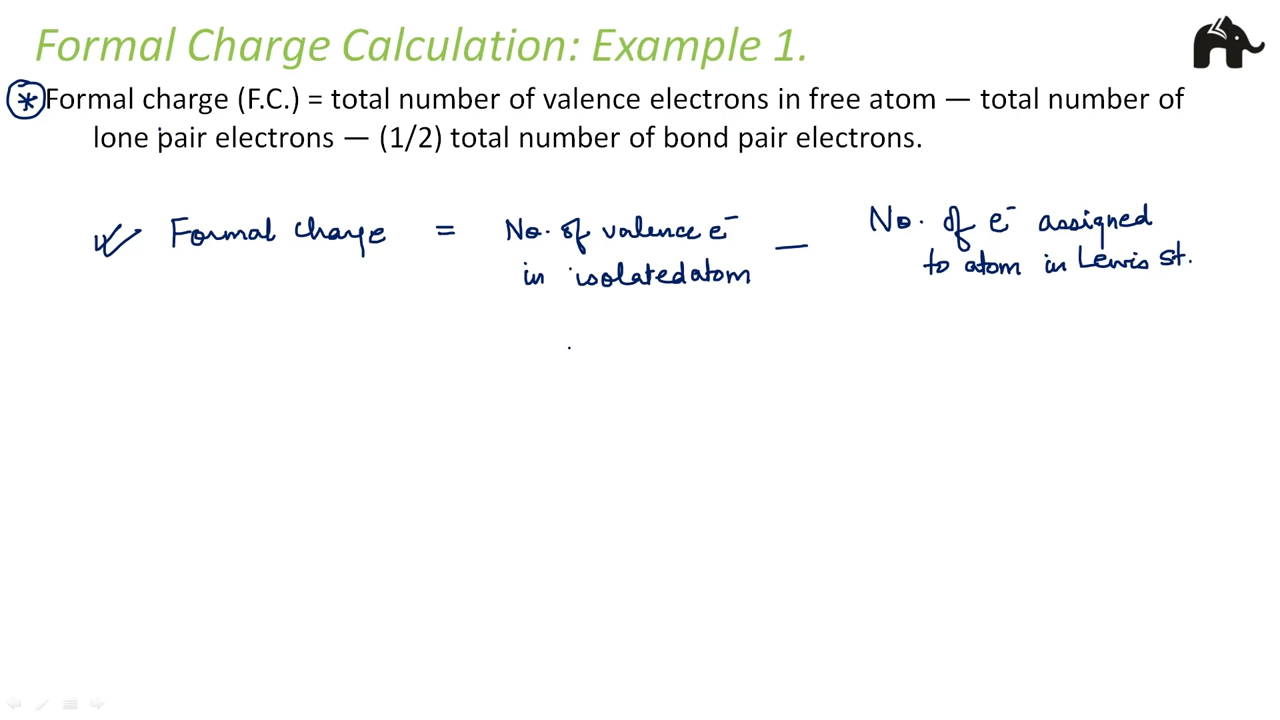 Formal Charge Calculation: Example 1.
* Formal charge (F.C.) = total number of valence electrons in free atom — total number of
lone pair electrons — (1/2) total number of bond pair electrons.
Formal charge = No. of valence e⁻ — No. of e⁻ assigned
in isolated atom to atom in Lewis st.